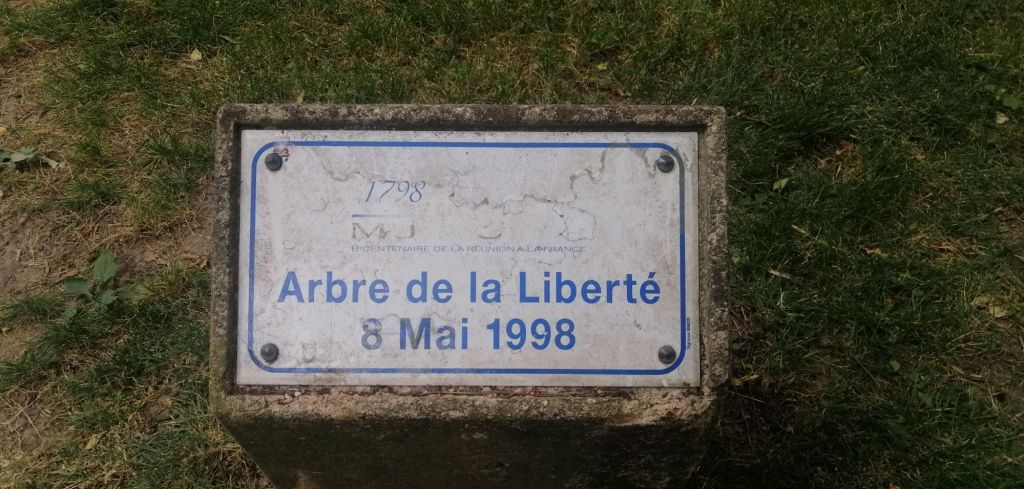 1798
BICENTENAIRE DE LA RÉUNION À LA FRANCE
Arbre de la Liberté
8 Mai 1998